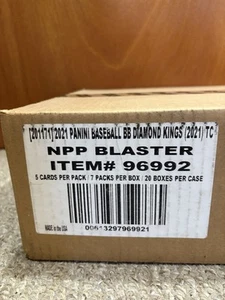 [201171] 2021 PANINI BASEBALL BB DIAMOND KINGS (2021) TC
NPP BLASTER
ITEM# 96992
5 CARDS PER PACK / 7 PACKS PER BOX / 20 BOXES PER CASE
MADE IN THE USA
00613297969921